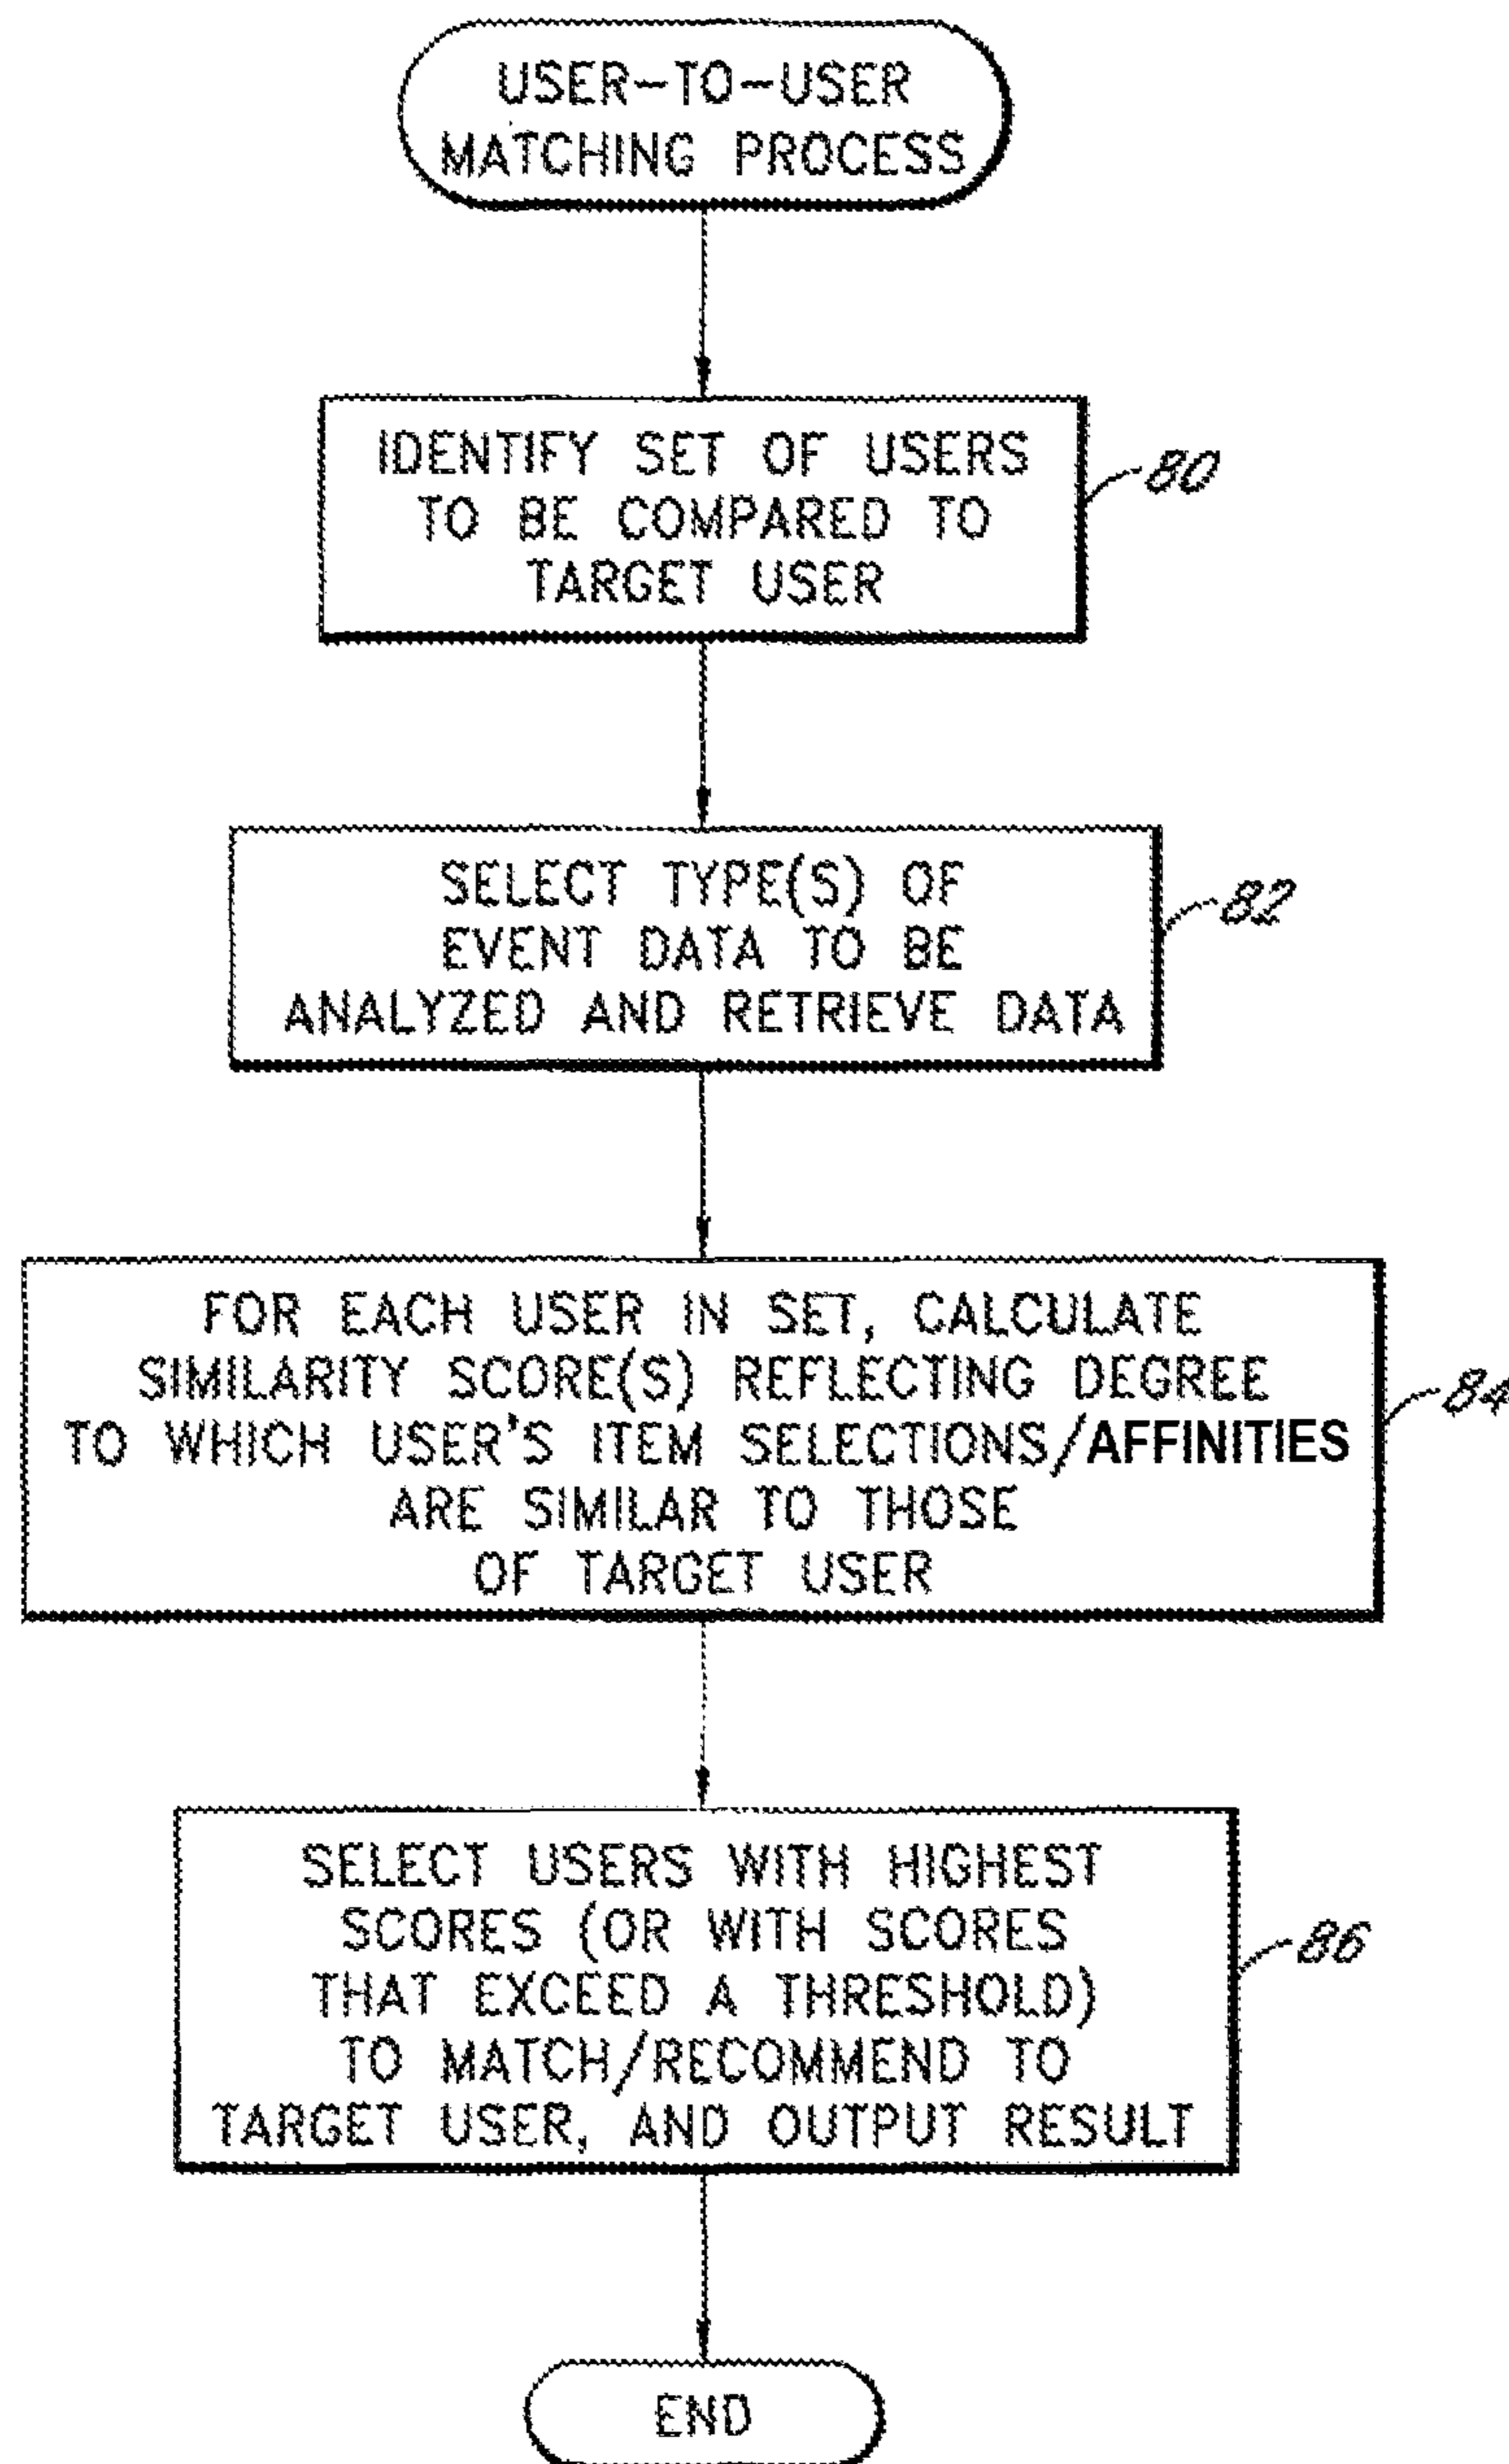 USER-TO-USER
MATCHING PROCESS
IDENTIFY SET OF USERS
TO BE COMPARED TO
TARGET USER
80
SELECT TYPE(S) OF
EVENT DATA TO BE
ANALYZED AND RETRIEVE DATA
82
FOR EACH USER IN SET, CALCULATE
SIMILARITY SCORE(S) REFLECTING DEGREE
TO WHICH USER'S ITEM SELECTIONS/AFFINITIES
ARE SIMILAR TO THOSE
OF TARGET USER
84
SELECT USERS WITH HIGHEST
SCORES (OR WITH SCORES
THAT EXCEED A THRESHOLD)
TO MATCH/RECOMMEND TO
TARGET USER, AND OUTPUT RESULT
86
END